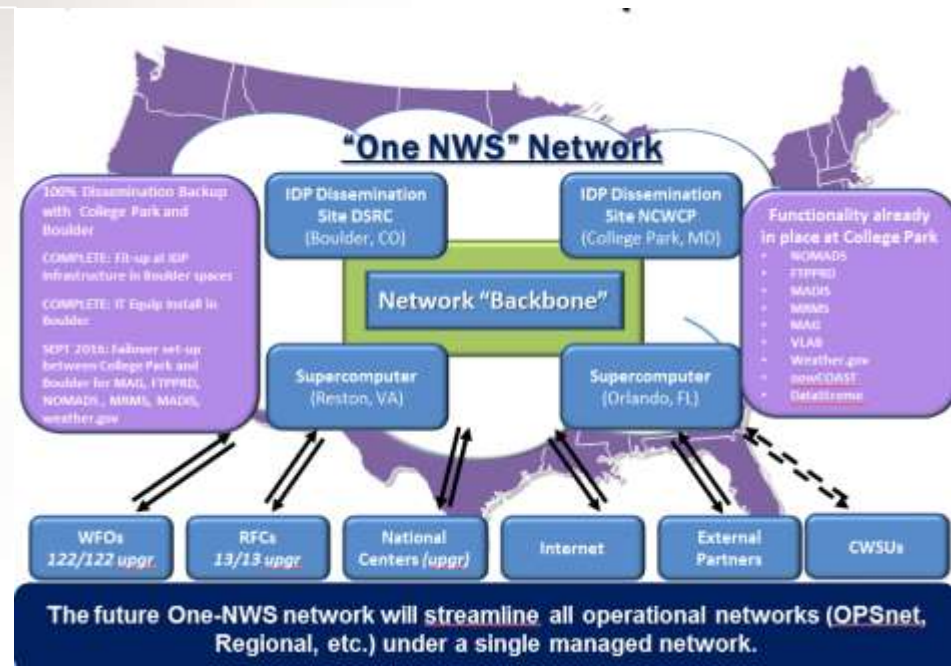 "One NWS" Network
100% Dissemination Backup
with College Park and
Boulder
COMPLETE: Fit-up at IDP
Infrastructure in Boulder spaces
COMPLETE: IT Equip Install in
Boulder
SEPT 2016: Failover set-up
between College Park and
Boulder for MAG, FTPPRD,
NOMADS , MRMS, MADIS,
weather.gov
IDP Dissemination
Site DSRC
(Boulder, CO)
IDP Dissemination
Site NCWCP
(College Park, MD)
Functionality already
in place at College Park
• NOMADS
• FTPPRD
• MADIS
• MRMS
• MAG
• VLAB
• Weather.gov
• nowCOAST
• DataStreme
Network "Backbone"
Supercomputer
(Reston, VA)
Supercomputer
(Orlando, FL)
WFOs
122/122 upgr
RFCs
13/13 upgr
National
Centers (upgr)
Internet
External
Partners
CWSUs
The future One-NWS network will streamline all operational networks (OPSnet,
Regional, etc.) under a single managed network.